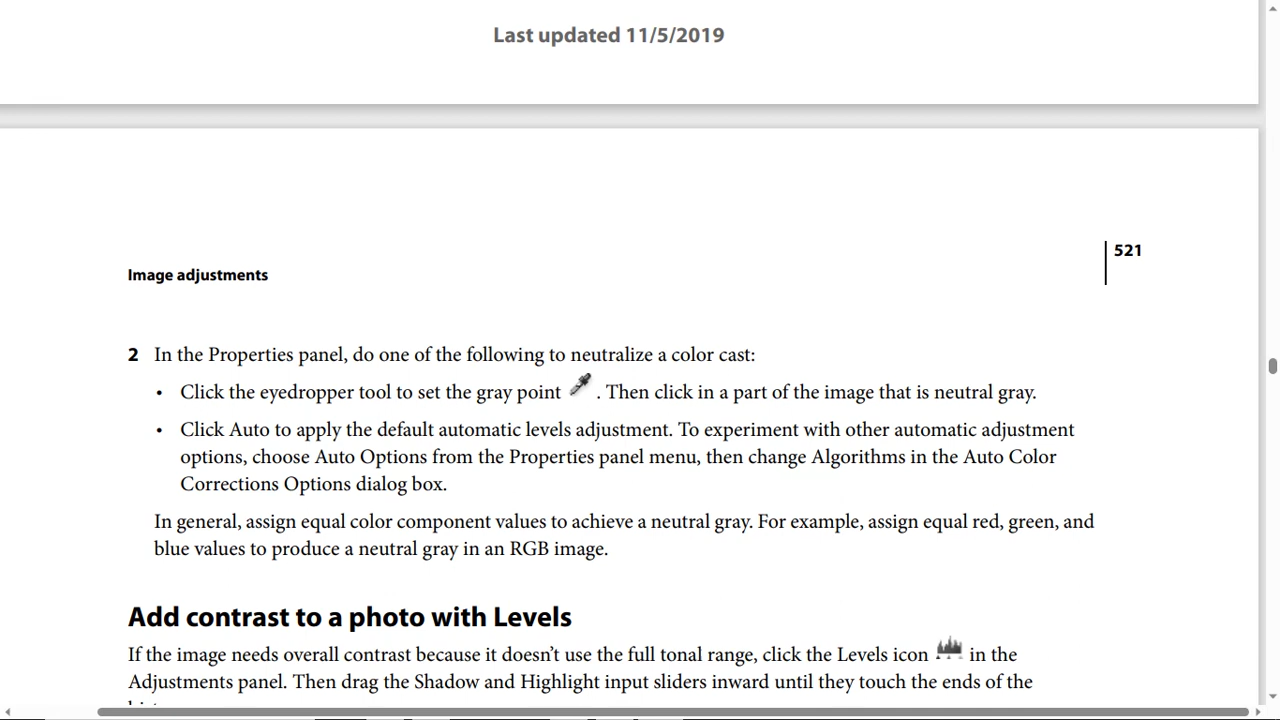 Last updated 11/5/2019
521
Image adjustments
2 In the Properties panel, do one of the following to neutralize a color cast:
• Click the eyedropper tool to set the gray point . Then click in a part of the image that is neutral gray.
• Click Auto to apply the default automatic levels adjustment. To experiment with other automatic adjustment
options, choose Auto Options from the Properties panel menu, then change Algorithms in the Auto Color
Corrections Options dialog box.
In general, assign equal color component values to achieve a neutral gray. For example, assign equal red, green, and
blue values to produce a neutral gray in an RGB image.
Add contrast to a photo with Levels
If the image needs overall contrast because it doesn’t use the full tonal range, click the Levels icon in the
Adjustments panel. Then drag the Shadow and Highlight input sliders inward until they touch the ends of the